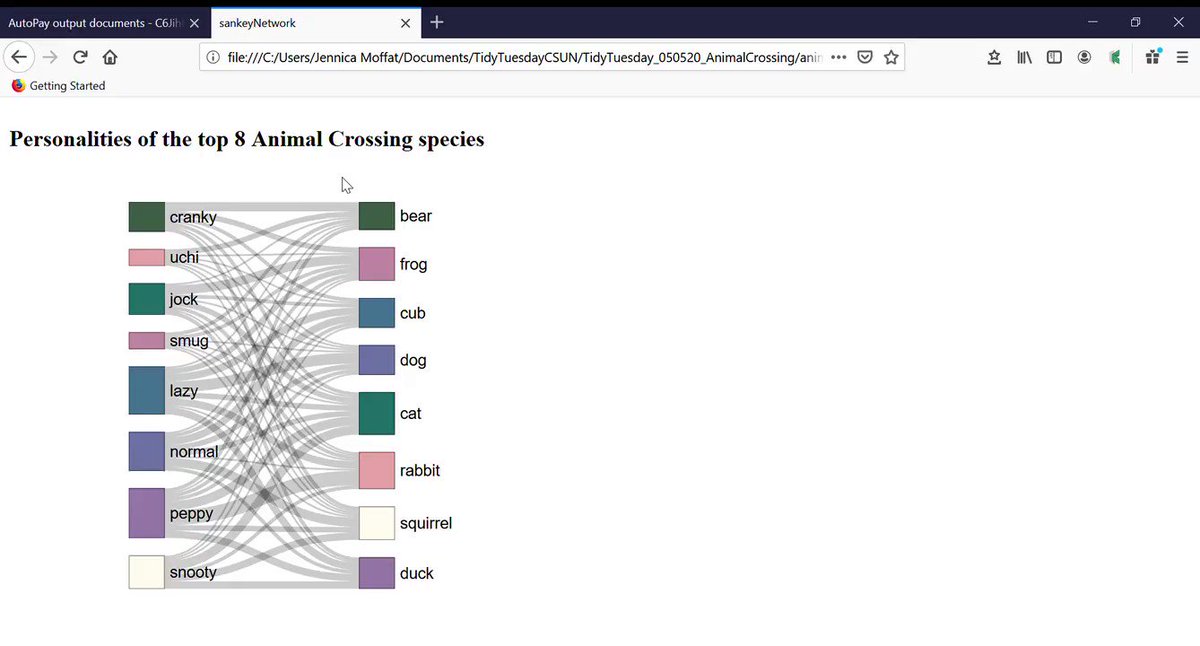 AutoPay output documents - C6Jih
sankeyNetwork
file:///C:/Users/Jennica Moffat/Documents/TidyTuesdayCSUN/TidyTuesday_050520_AnimalCrossing/anim
Getting Started
Personalities of the top 8 Animal Crossing species
cranky
uchi
jock
smug
lazy
normal
peppy
snooty
bear
frog
cub
dog
cat
rabbit
squirrel
duck